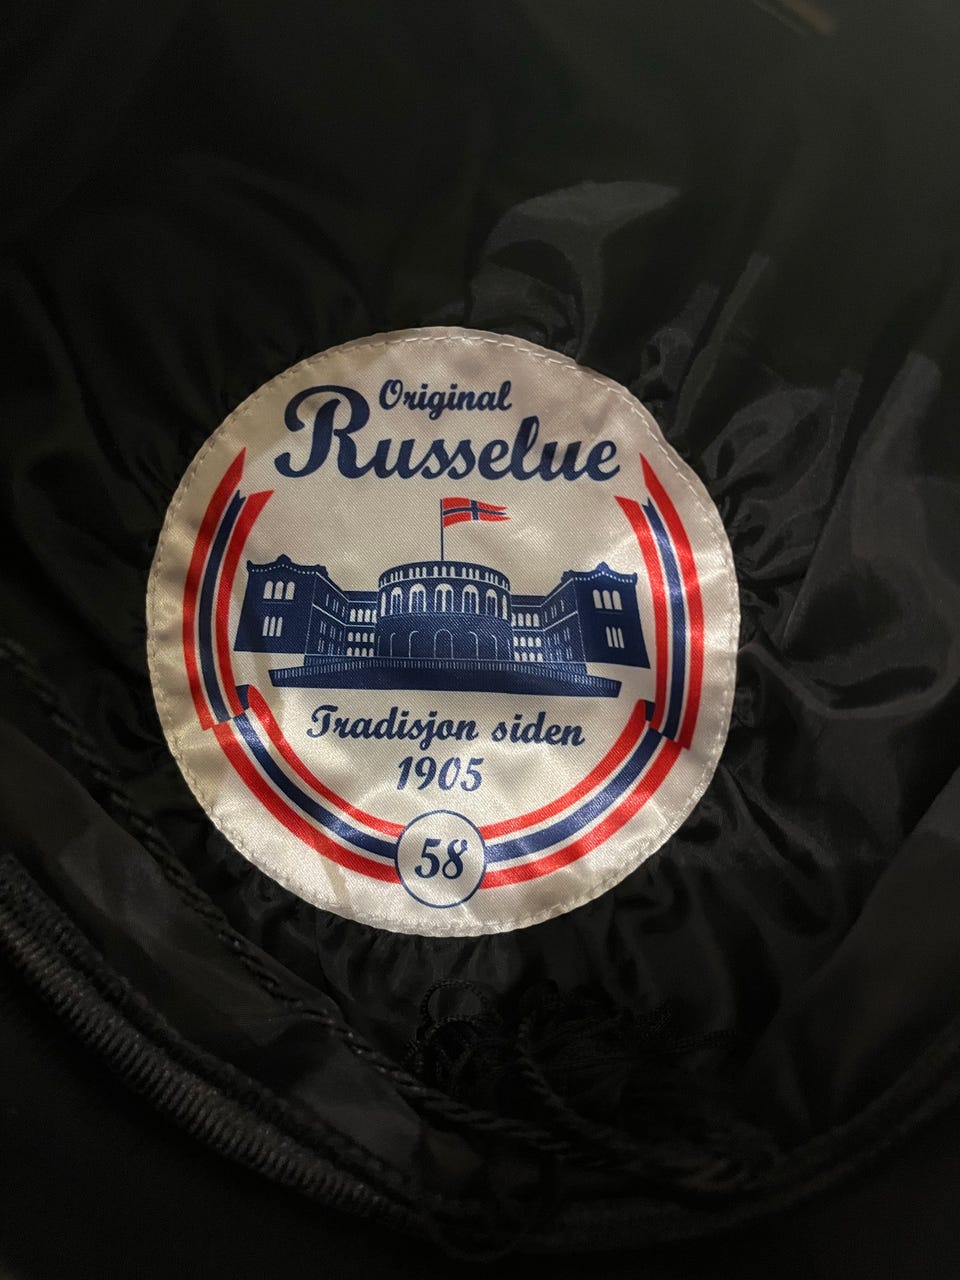 Original
Russelue
Tradisjon siden
1905
58